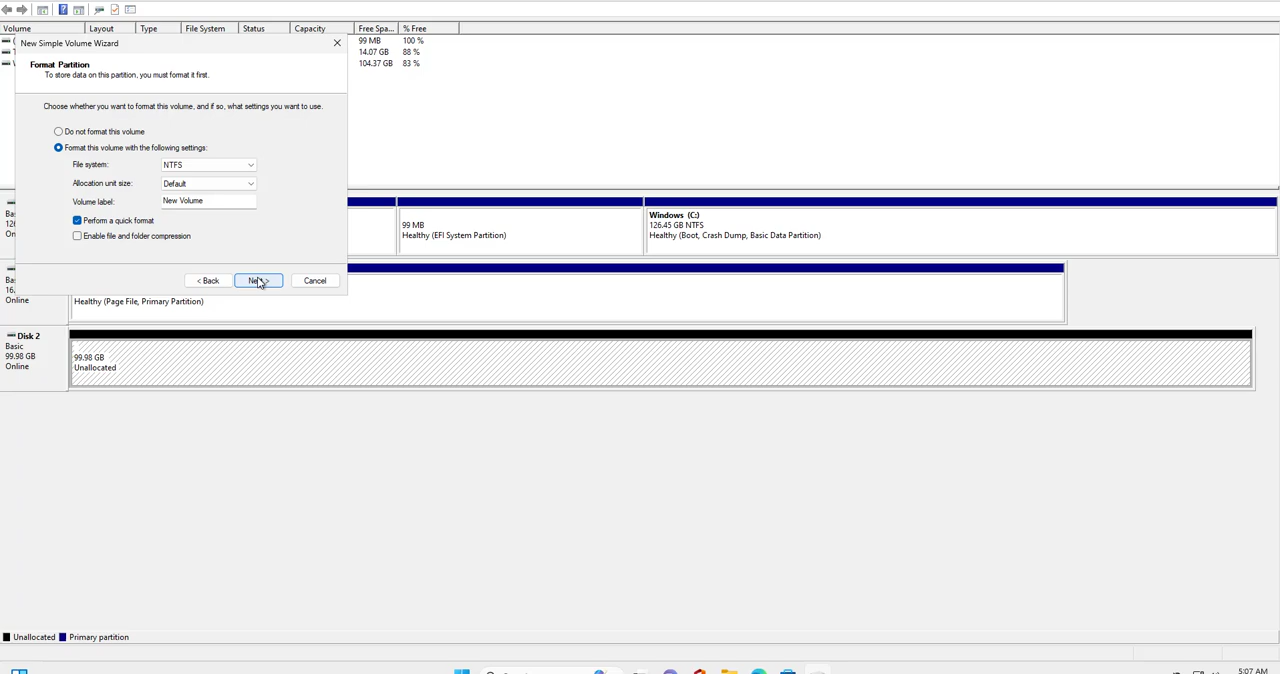 Volume Layout Type File System Status Capacity Free Spa... % Free
99 MB 100 %
14.07 GB 88 %
104.37 GB 83 %
New Simple Volume Wizard
Format Partition
To store data on this partition, you must format it first.
Choose whether you want to format this volume, and if so, what settings you want to use.
Do not format this volume
Format this volume with the following settings:
File system: NTFS
Allocation unit size: Default
Volume label: New Volume
Perform a quick format
Enable file and folder compression
< Back Cancel
99 MB
Healthy (EFI System Partition)
Windows (C:)
126.45 GB NTFS
Healthy (Boot, Crash Dump, Basic Data Partition)
Online
Healthy (Page File, Primary Partition)
Disk 2
Basic
99.98 GB
Online
99.98 GB
Unallocated
Unallocated Primary partition
5:07 AM